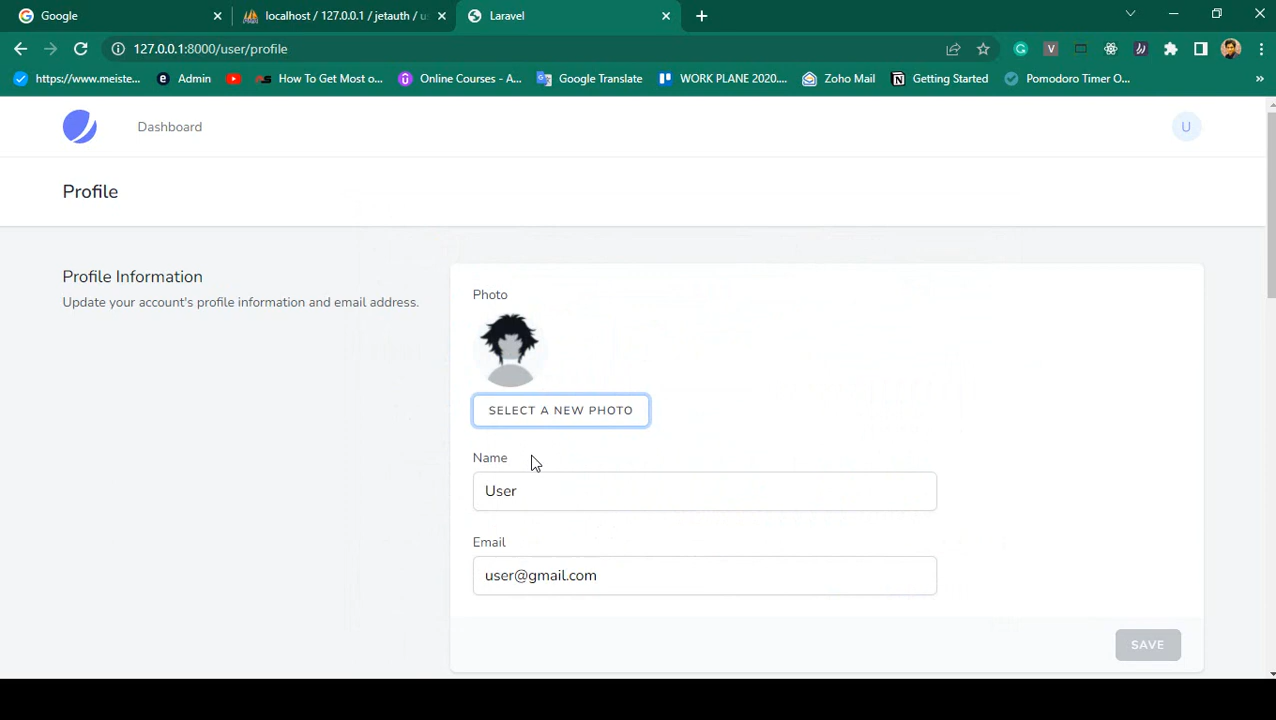 Google
localhost / 127.0.0.1 / jetauth / us
Laravel
127.0.0.1:8000/user/profile
https://www.meiste...
Admin
How To Get Most o...
Online Courses - A...
Google Translate
WORK PLANE 2020....
Zoho Mail
Getting Started
Pomodoro Timer O...
Dashboard
U
Profile
Profile Information
Update your account's profile information and email address.
Photo
SELECT A NEW PHOTO
Name
User
Email
user@gmail.com
SAVE